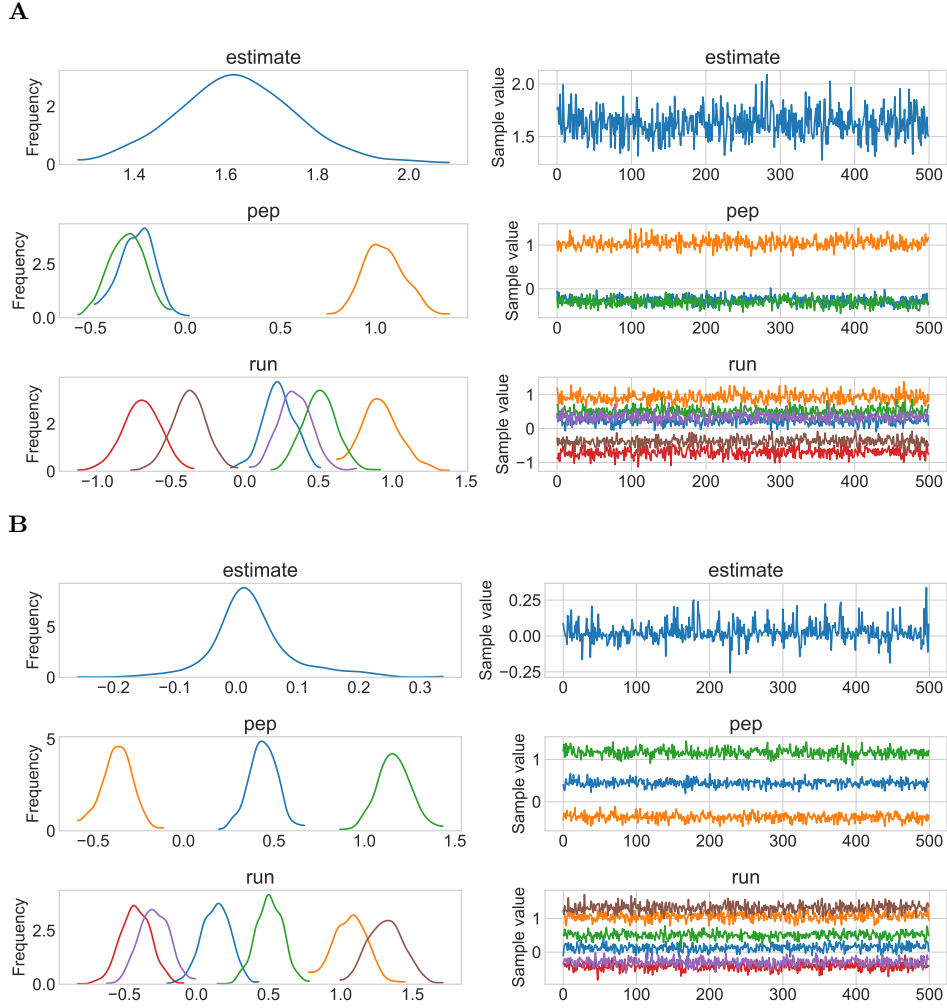 A
estimate
Frequency
2
0
1.4 1.6 1.8 2.0
estimate
Sample value
2.0
1.5
0 100 200 300 400 500
pep
Frequency
2.5
0.0
−0.5 0.0 0.5 1.0
pep
Sample value
1
0
0 100 200 300 400 500
run
Frequency
2
0
−1.0 −0.5 0.0 0.5 1.0 1.5
run
Sample value
1
0
−1
0 100 200 300 400 500
B
estimate
Frequency
5
0
−0.2 −0.1 0.0 0.1 0.2 0.3
estimate
Sample value
0.25
0.00
−0.25
0 100 200 300 400 500
pep
Frequency
5
0
−0.5 0.0 0.5 1.0 1.5
pep
Sample value
1
0
0 100 200 300 400 500
run
Frequency
2.5
0.0
−0.5 0.0 0.5 1.0 1.5
run
Sample value
1
0
0 100 200 300 400 500